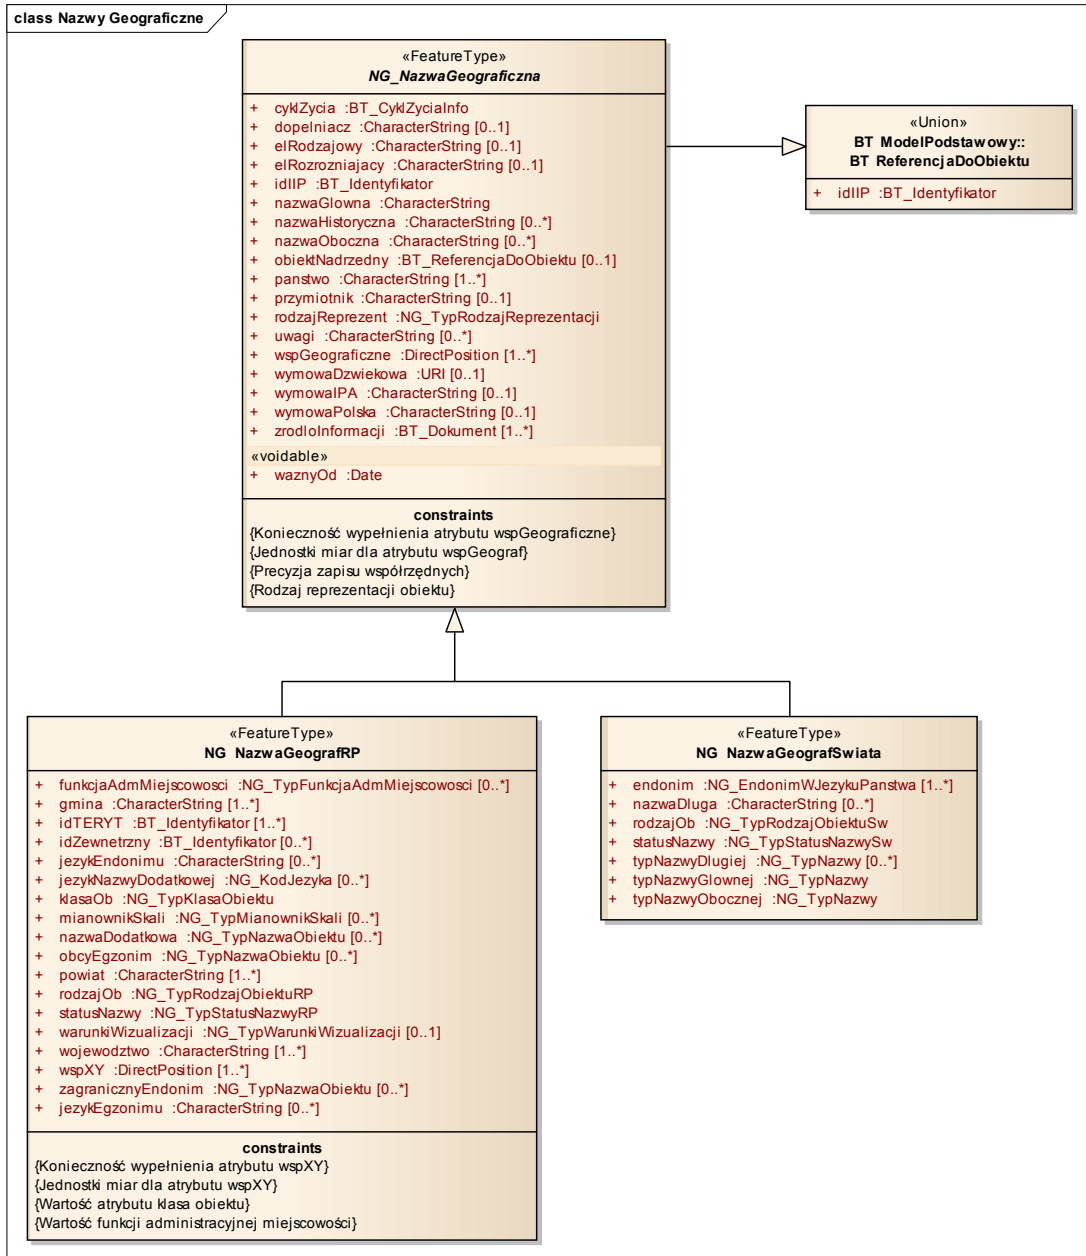 class Nazwy Geograficzne
«FeatureType»
NG_NazwaGeograficzna
+ cyklZycia :BT_CyklZyciaInfo
+ dopelniacz :CharacterString [0..1]
+ elRodzajowy :CharacterString [0..1]
+ elRozrozniajacy :CharacterString [0..1]
+ idIIP :BT_Identyfikator
+ nazwaGlowna :CharacterString
+ nazwaHistoryczna :CharacterString [0..*]
+ nazwaOboczna :CharacterString [0..*]
+ obiektNadrzedny :BT_ReferencjaDoObiektu [0..1]
+ panstwo :CharacterString [1..*]
+ przymiotnik :CharacterString [0..1]
+ rodzajReprezent :NG_TypRodzajReprezentacji
+ uwagi :CharacterString [0..*]
+ wspGeograficzne :DirectPosition [1..*]
+ wymowaDzwiekowa :URI [0..1]
+ wymowaIPA :CharacterString [0..1]
+ wymowaPolska :CharacterString [0..1]
+ zrodloInformacji :BT_Dokument [1..*]
«voidable»
+ waznyOd :Date
constraints
{Konieczność wypełnienia atrybutu wspGeograficzne}
{Jednostki miar dla atrybutu wspGeograf}
{Precyzja zapisu współrzędnych}
{Rodzaj reprezentacji obiektu}
«Union»
BT_ModelPodstawowy::
BT_ReferencjaDoObiektu
+ idIIP :BT_Identyfikator
«FeatureType»
NG_NazwaGeografRP
+ funkcjaAdmMiejscowosci :NG_TypFunkcjaAdmMiejscowosci [0..*]
+ gmina :CharacterString [1..*]
+ idTERYT :BT_Identyfikator [1..*]
+ idZewnetrzny :BT_Identyfikator [0..*]
+ jezykEndonimu :CharacterString [0..*]
+ jezykNazwyDodatkowej :NG_KodJezyka [0..*]
+ klasaOb :NG_TypKlasaObiektu
+ mianownikSkali :NG_TypMianownikSkali [0..*]
+ nazwaDodatkowa :NG_TypNazwaObiektu [0..*]
+ obcyEgzonim :NG_TypNazwaObiektu [0..*]
+ powiat :CharacterString [1..*]
+ rodzajOb :NG_TypRodzajObiektuRP
+ statusNazwy :NG_TypStatusNazwyRP
+ warunkiWizualizacji :NG_TypWarunkiWizualizacji [0..1]
+ wojewodztwo :CharacterString [1..*]
+ wspXY :DirectPosition [1..*]
+ zagranicznyEndonim :NG_TypNazwaObiektu [0..*]
+ jezykEgzonimu :CharacterString [0..*]
constraints
{Konieczność wypełnienia atrybutu wspXY}
{Jednostki miar dla atrybutu wspXY}
{Wartość atrybutu klasa obiektu}
{Wartość funkcji administracyjnej miejscowości}
«FeatureType»
NG_NazwaGeografSwiata
+ endonim :NG_EndonimWJezykuPanstwa [1..*]
+ nazwaDluga :CharacterString [0..*]
+ rodzajOb :NG_TypRodzajObiektuSw
+ statusNazwy :NG_TypStatusNazwySw
+ typNazwyDlugiej :NG_TypNazwy [0..*]
+ typNazwyGlownej :NG_TypNazwy
+ typNazwyObocznej :NG_TypNazwy